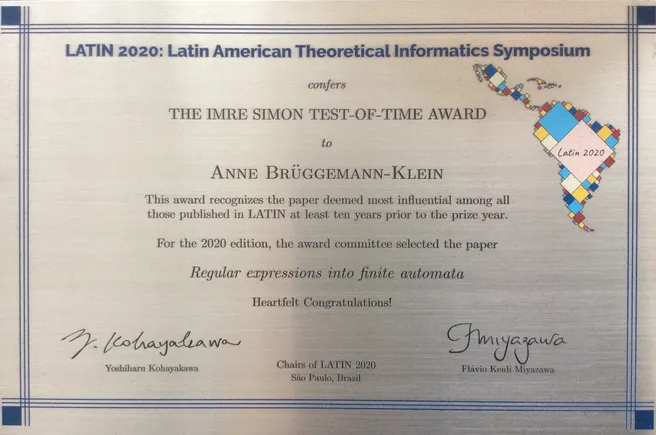 LATIN 2020: Latin American Theoretical Informatics Symposium
confers
THE IMRE SIMON TEST-OF-TIME AWARD
to
ANNE BRÜGGEMANN-KLEIN
Latin 2020
This award recognizes the paper deemed most influential among all
those published in LATIN at least ten years prior to the prize year.
For the 2020 edition, the award committee selected the paper
Regular expressions into finite automata
Heartfelt Congratulations!
Y. Kohayakawa
FMiyazawa
Yoshiharu Kohayakawa
Chairs of LATIN 2020
São Paulo, Brazil
Flávio Keidi Miyazawa